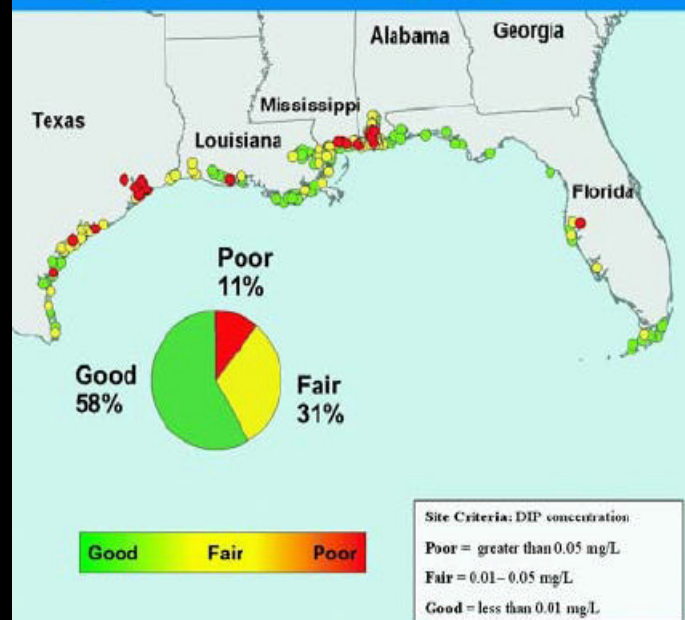 Alabama
Georgia
Mississippi
Texas
Louisiana
Florida
Poor
11%
Good
58%
Fair
31%
Good Fair Poor
Site Criteria: DIP concentration
Poor = greater than 0.05 mg/L
Fair = 0.01– 0.05 mg/L
Good = less than 0.01 mg/L